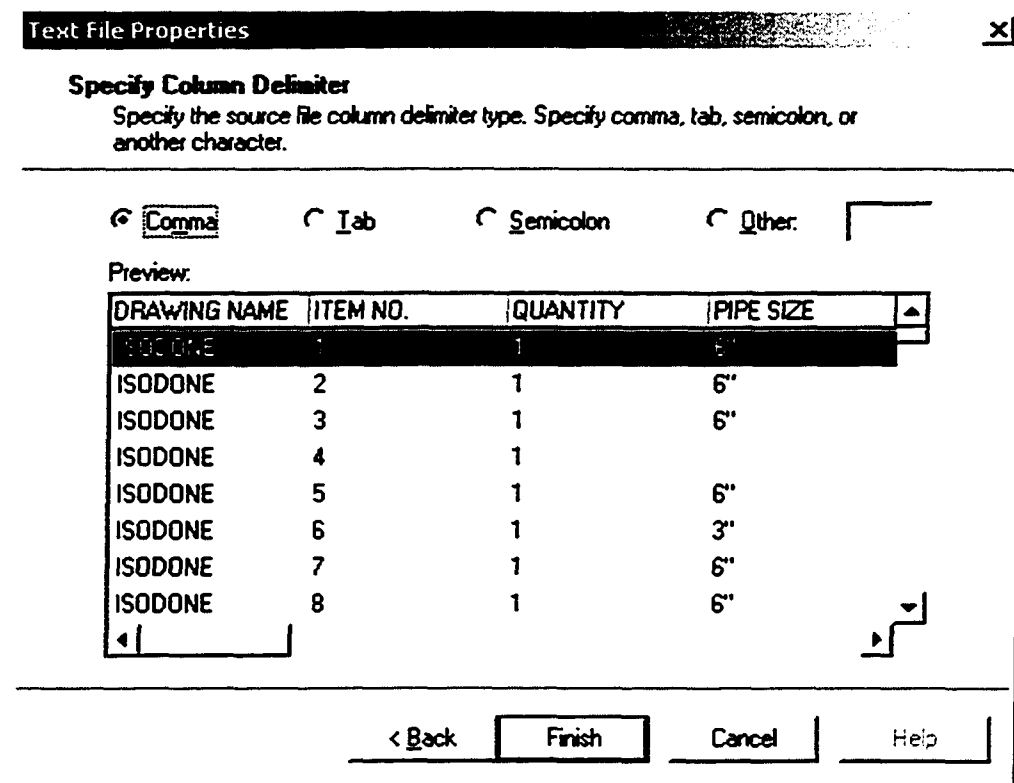 Text File Properties
Specify Column Delimiter
Specify the source file column delimiter type. Specify comma, tab, semicolon, or
another character.
Comma Tab Semicolon Other:
Preview:
DRAWING NAME ITEM NO. QUANTITY PIPE SIZE
1 1 6"
ISODONE 2 1 6"
ISODONE 3 1 6"
ISODONE 4 1
ISODONE 5 1 6"
ISODONE 6 1 3"
ISODONE 7 1 6"
ISODONE 8 1 6"
< Back Finish Cancel Help